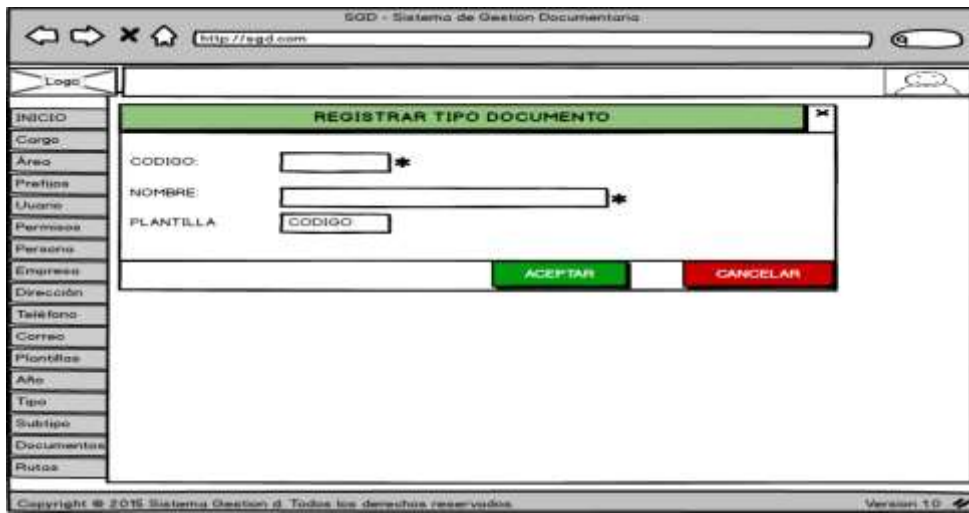 SGD - Sistema de Gestion Documentaria
http://sgd.com
Logo
INICIO
Cargo
Área
Prefijos
Usuario
Permisos
Persona
Empresa
Dirección
Teléfono
Correo
Plantillas
Año
Tipo
Subtipo
Documentos
Rutas
REGISTRAR TIPO DOCUMENTO
CODIGO: *
NOMBRE: *
PLANTILLA CODIGO
ACEPTAR CANCELAR
Copyright © 2015 Sistema Gestion d. Todos los derechos reservados.
Version 1.0